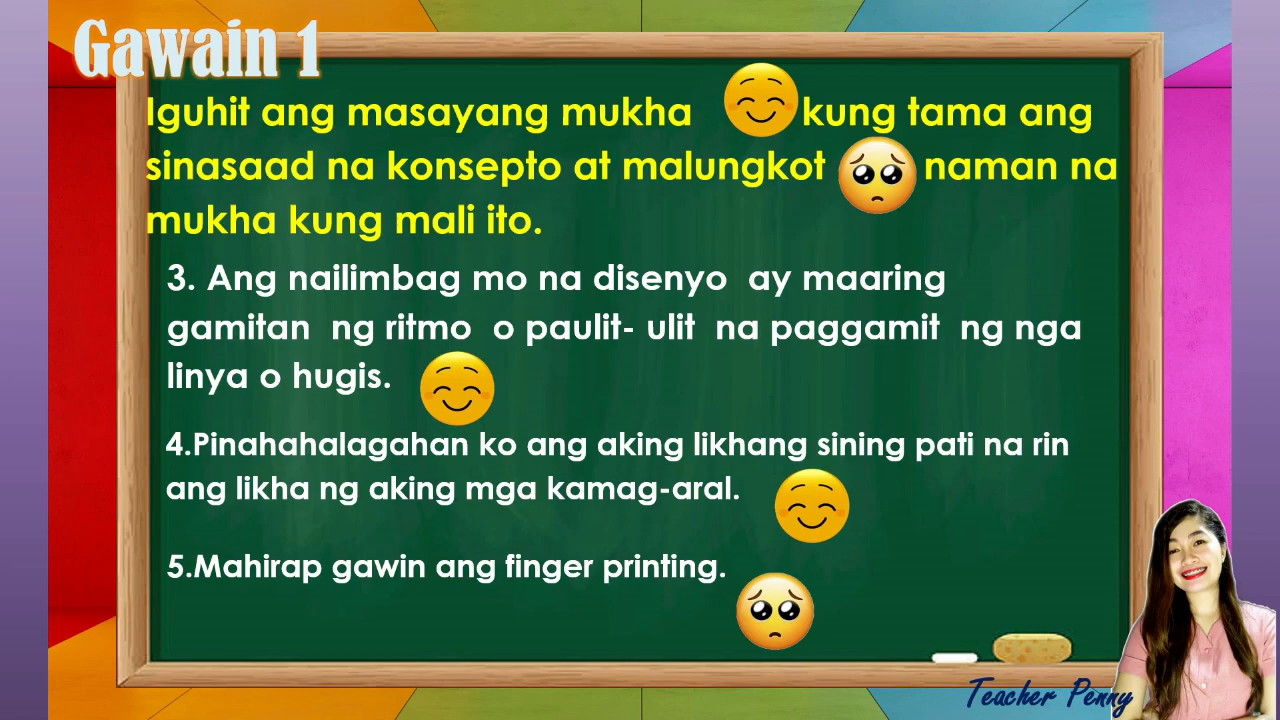 Gawain 1
Iguhit ang masayang mukha kung tama ang
sinasaad na konsepto at malungkot naman na
mukha kung mali ito.
3. Ang nailimbag mo na disenyo ay maaring
gamitan ng ritmo o paulit- ulit na paggamit ng nga
linya o hugis.
4.Pinahahalagahan ko ang aking likhang sining pati na rin
ang likha ng aking mga kamag-aral.
5.Mahirap gawin ang finger printing.
Teacher Penny